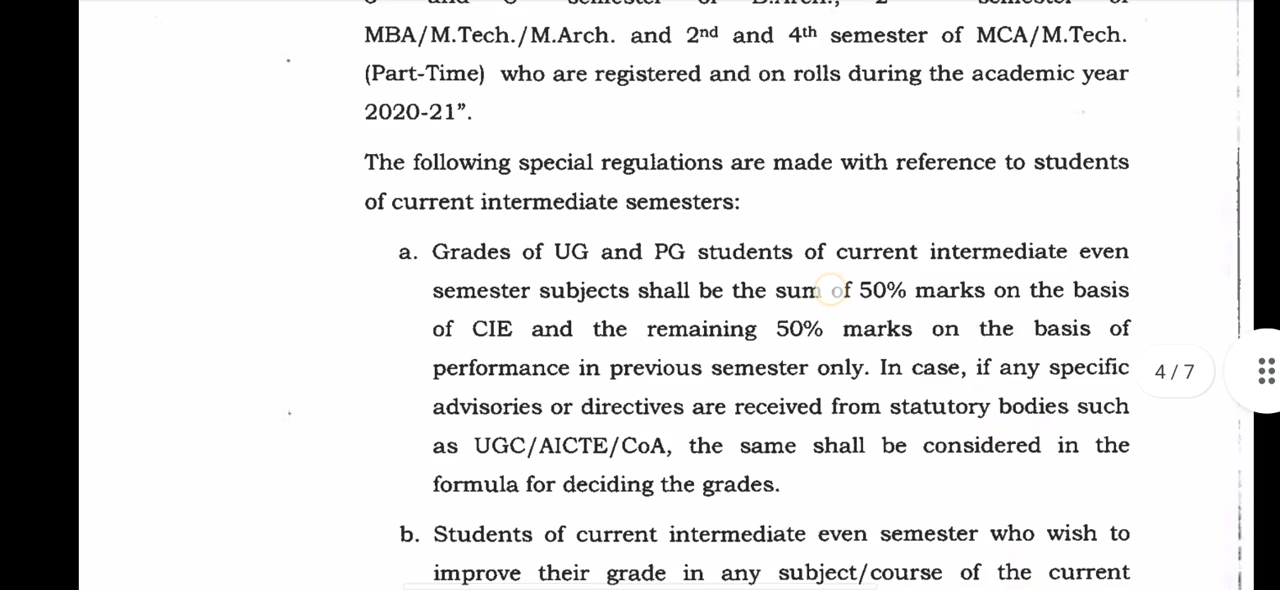 MBA/M.Tech./M.Arch. and 2nd and 4th semester of MCA/M.Tech.
(Part-Time) who are registered and on rolls during the academic year
2020-21”.
The following special regulations are made with reference to students
of current intermediate semesters:
a. Grades of UG and PG students of current intermediate even
semester subjects shall be the sum of 50% marks on the basis
of CIE and the remaining 50% marks on the basis of
performance in previous semester only. In case, if any specific
advisories or directives are received from statutory bodies such
as UGC/AICTE/CoA, the same shall be considered in the
formula for deciding the grades.
b. Students of current intermediate even semester who wish to
improve their grade in any subject/course of the current
4 / 7